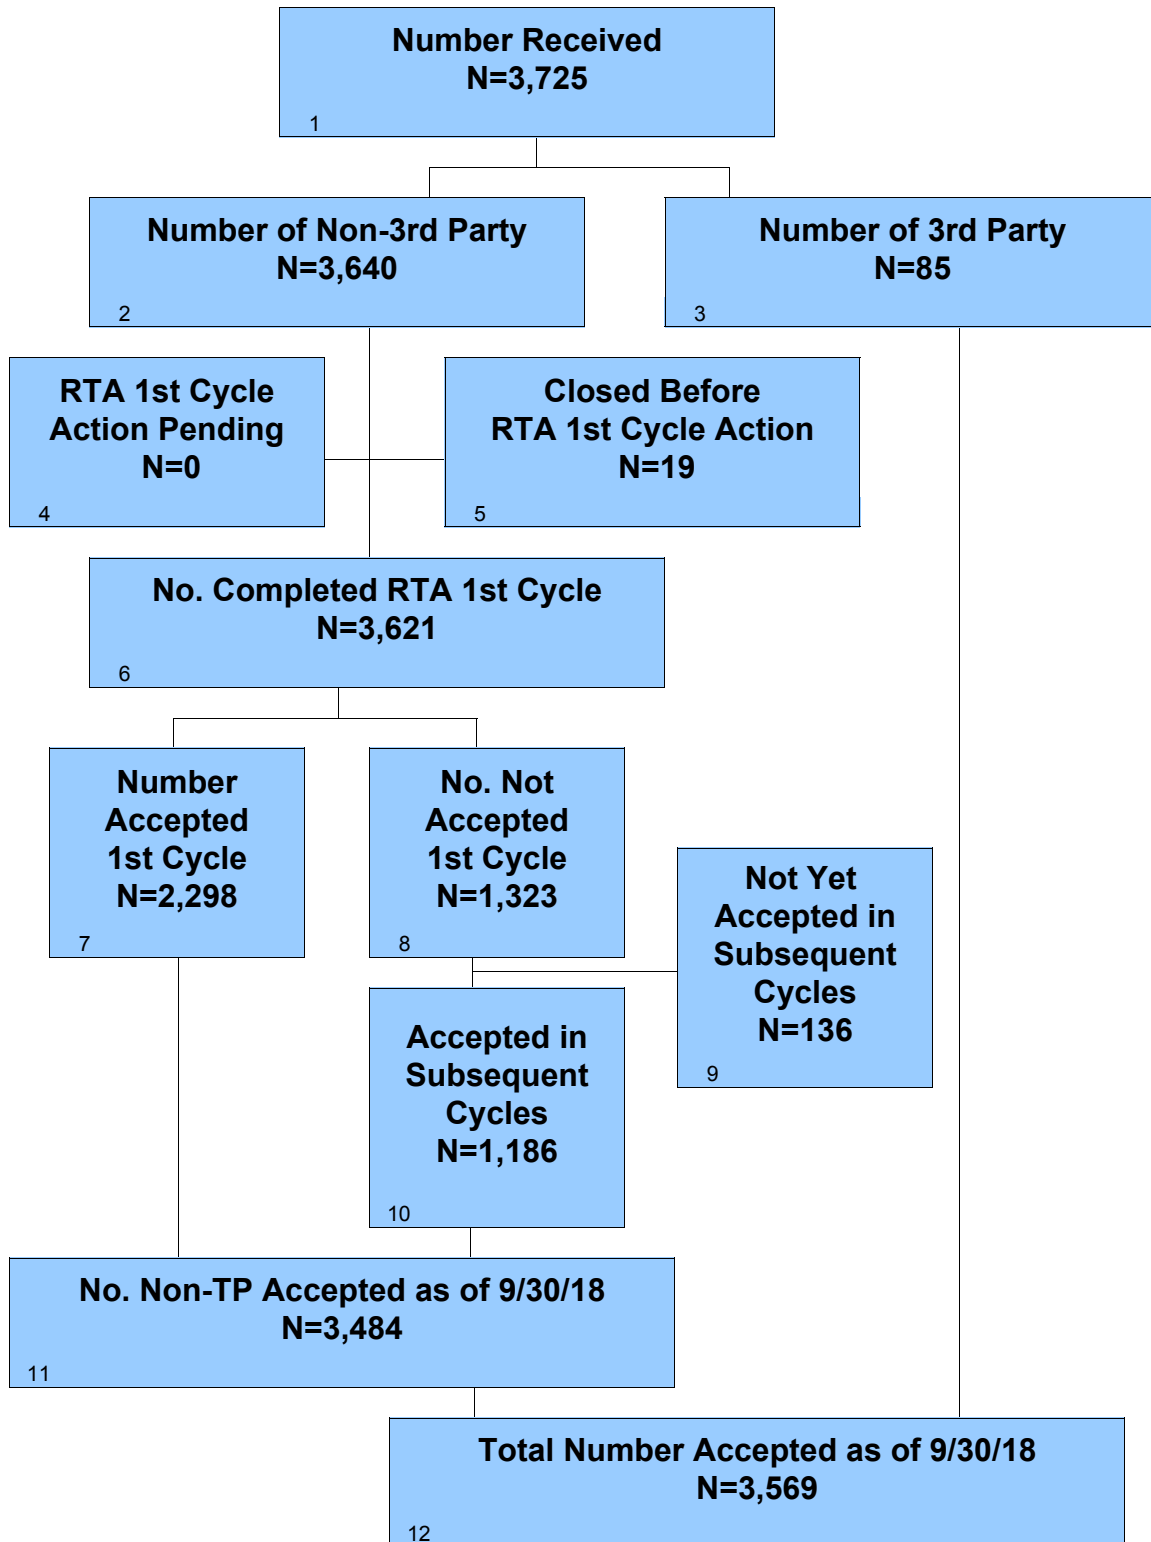 Number Received
N=3,725
1
Number of Non-3rd Party
N=3,640
2
Number of 3rd Party
N=85
3
RTA 1st Cycle
Action Pending
N=0
4
Closed Before
RTA 1st Cycle Action
N=19
5
No. Completed RTA 1st Cycle
N=3,621
6
Number
Accepted
1st Cycle
N=2,298
7
No. Not
Accepted
1st Cycle
N=1,323
8
Not Yet
Accepted in
Subsequent
Cycles
N=136
9
Accepted in
Subsequent
Cycles
N=1,186
10
No. Non-TP Accepted as of 9/30/18
N=3,484
11
Total Number Accepted as of 9/30/18
N=3,569
12